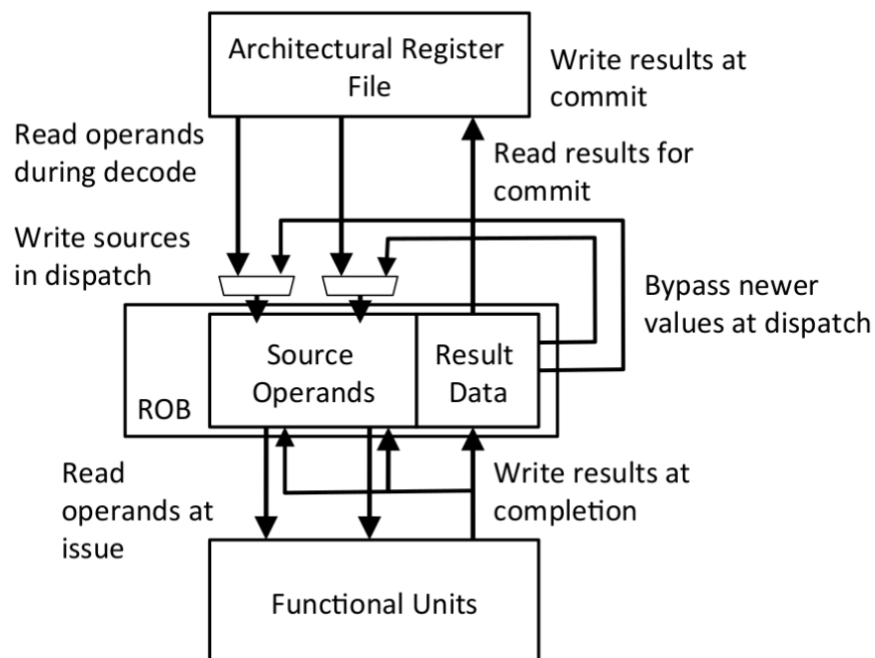 Architectural Register
File
Write results at
commit
Read operands
during decode
Read results for
commit
Write sources
in dispatch
Bypass newer
values at dispatch
Source
Operands
Result
Data
ROB
Read
operands at
issue
Write results at
completion
Functional Units